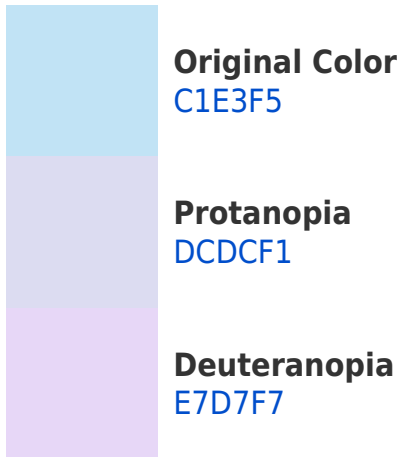 Original Color
C1E3F5
Protanopia
DCDCF1
Deuteranopia
E7D7F7